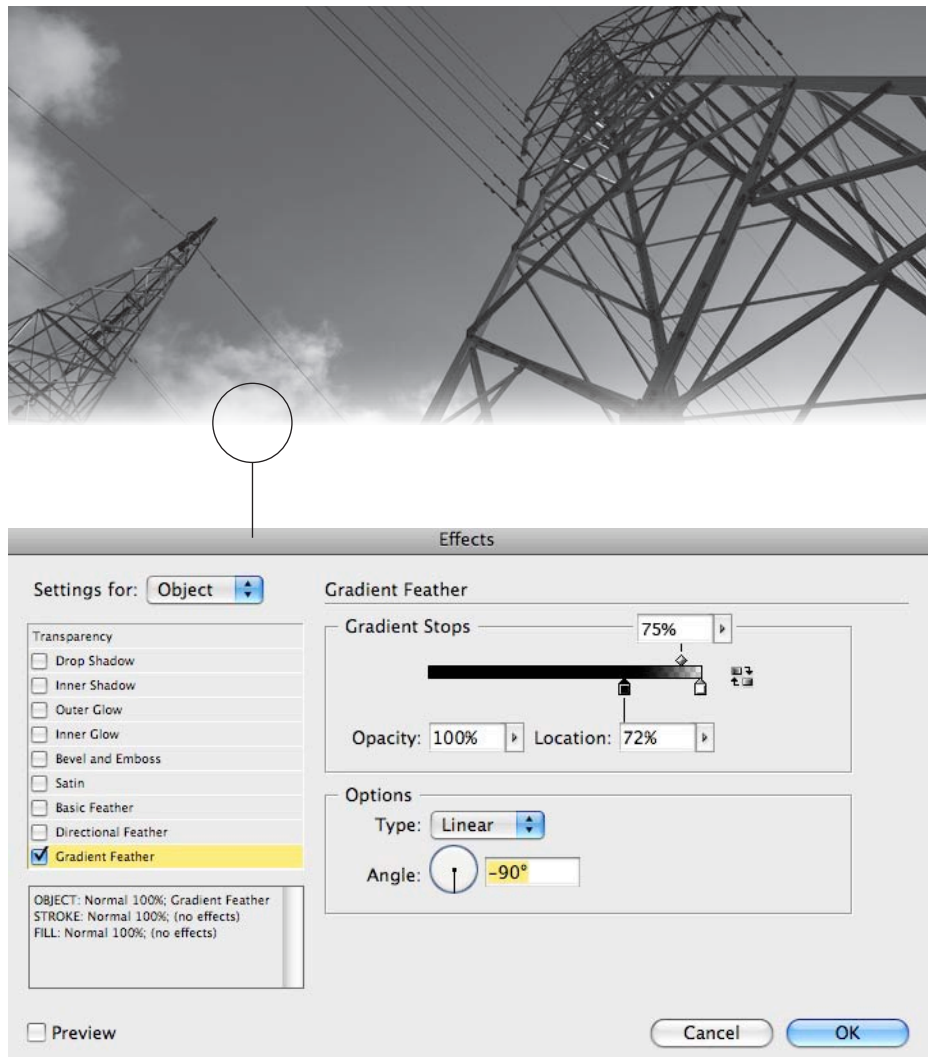 Effects
Settings for: Object
Transparency
Drop Shadow
Inner Shadow
Outer Glow
Inner Glow
Bevel and Emboss
Satin
Basic Feather
Directional Feather
Gradient Feather
OBJECT: Normal 100%; Gradient Feather
STROKE: Normal 100%; (no effects)
FILL: Normal 100%; (no effects)
Preview
Gradient Feather
Gradient Stops 75%
Opacity: 100% Location: 72%
Options
Type: Linear
Angle: -90°
Cancel OK